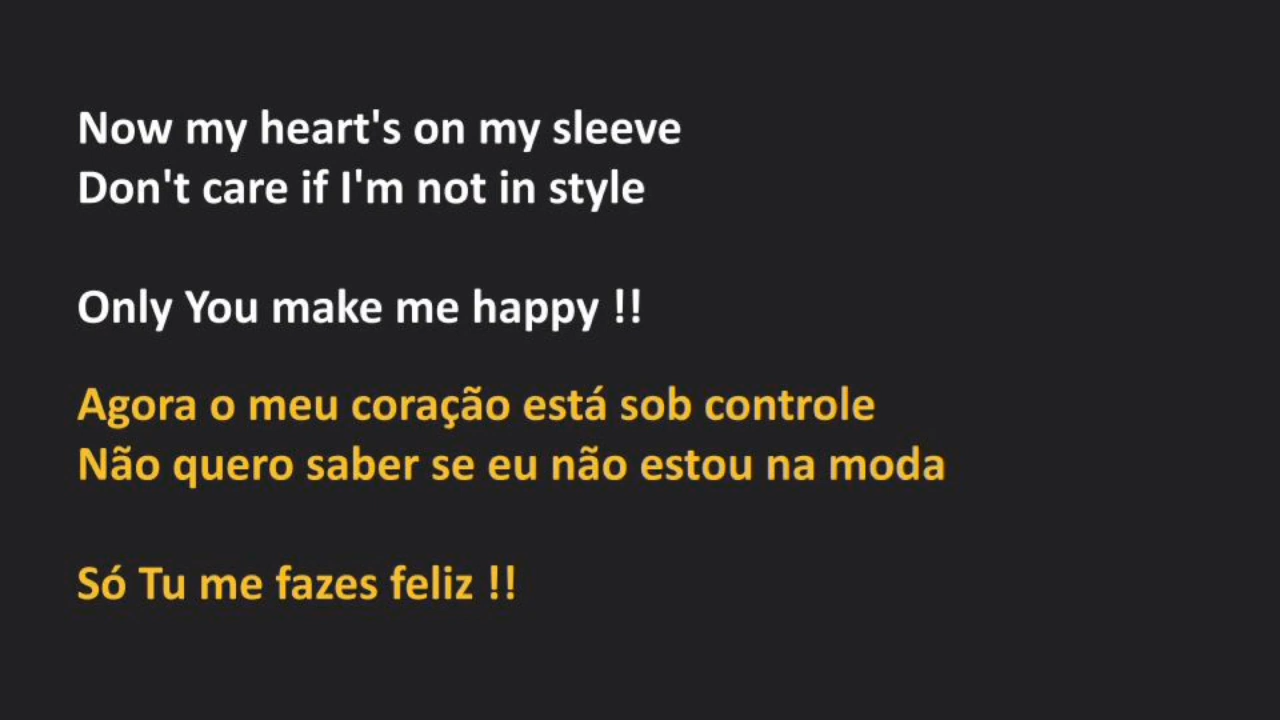 Now my heart's on my sleeve
Don't care if I'm not in style
Only You make me happy !!
Agora o meu coração está sob controle
Não quero saber se eu não estou na moda
Só Tu me fazes feliz !!